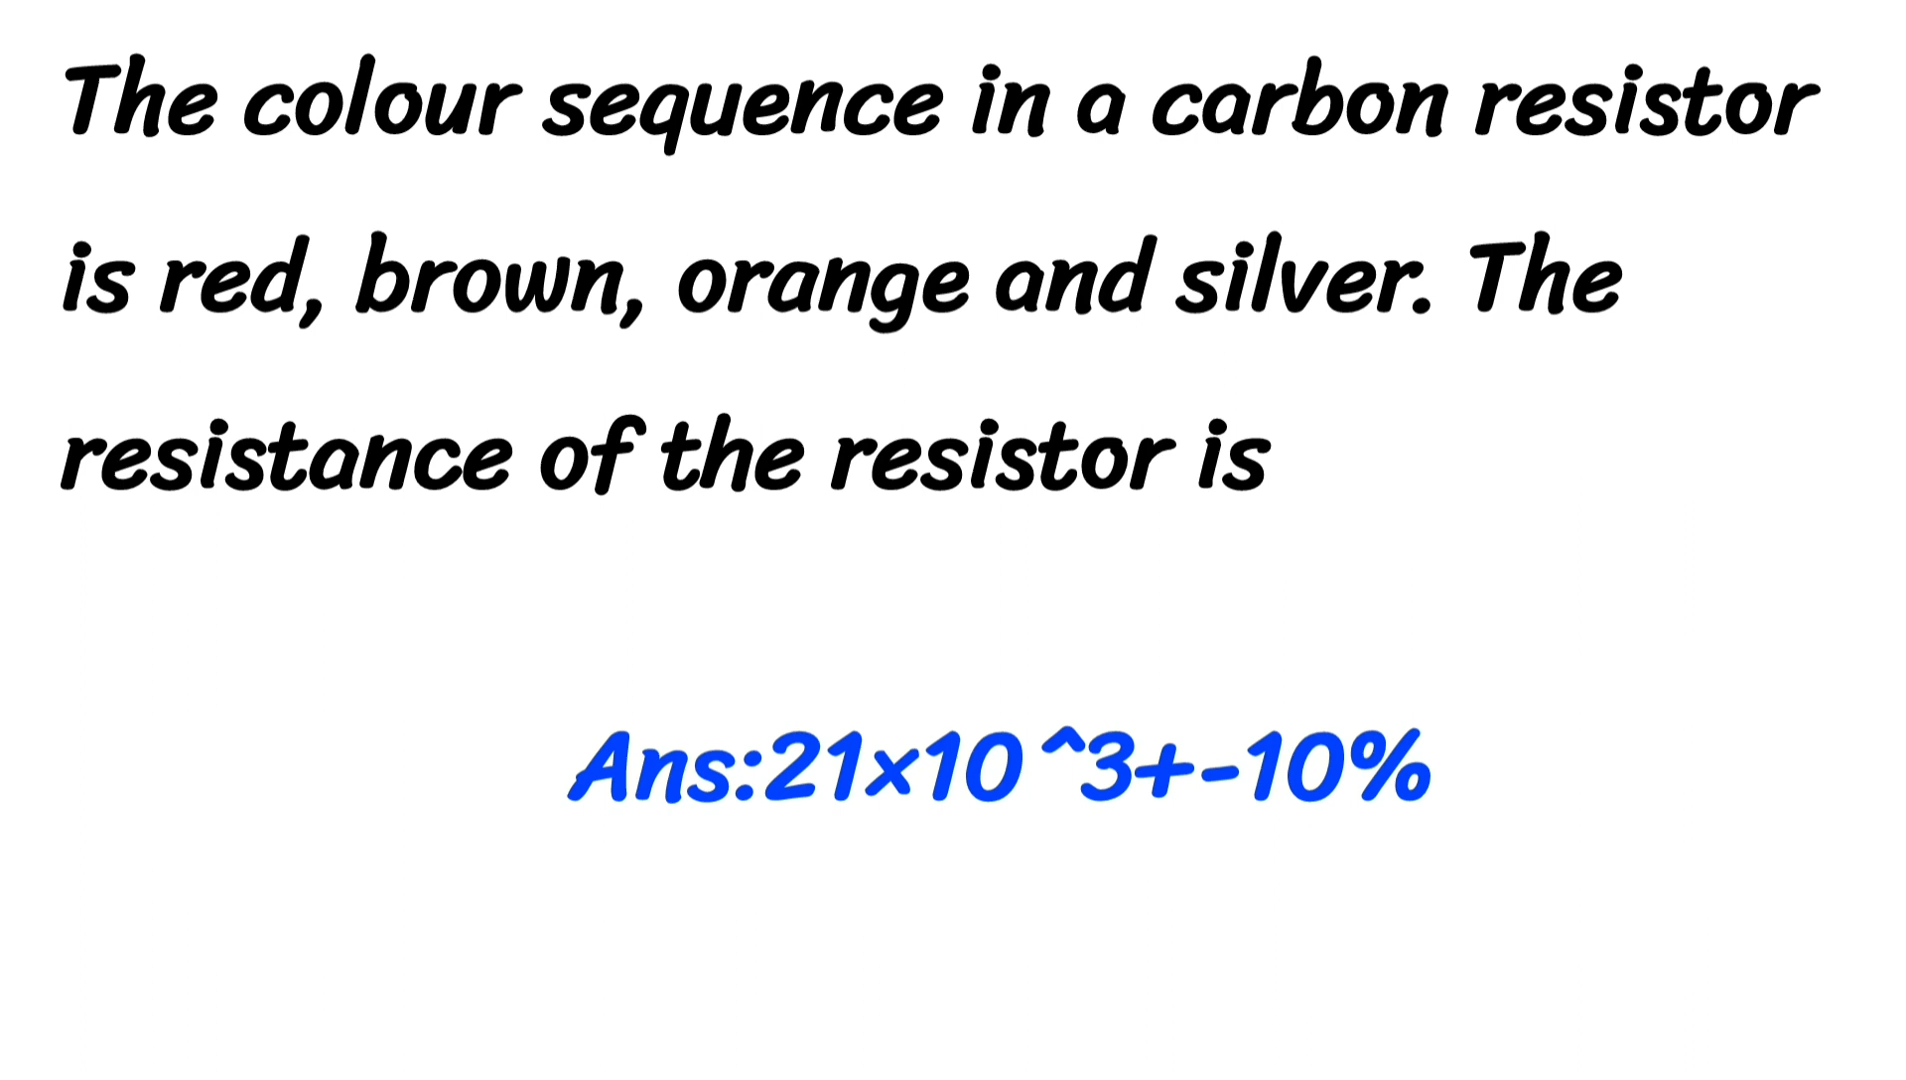 The colour sequence in a carbon resistor
is red, brown, orange and silver. The
resistance of the resistor is
Ans:21×10^3+-10%